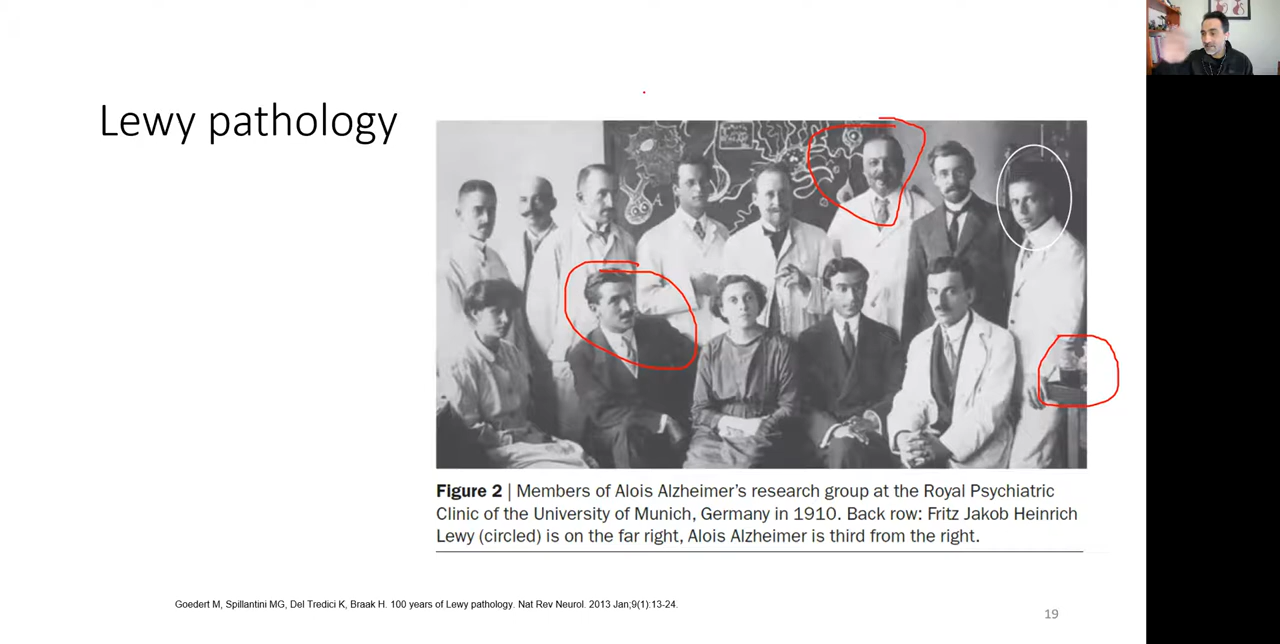 Lewy pathology
Figure 2 | Members of Alois Alzheimer's research group at the Royal Psychiatric
Clinic of the University of Munich, Germany in 1910. Back row: Fritz Jakob Heinrich
Lewy (circled) is on the far right, Alois Alzheimer is third from the right.
Goedert M, Spillantini MG, Del Tredici K, Braak H. 100 years of Lewy pathology. Nat Rev Neurol. 2013 Jan;9(1):13-24.
19